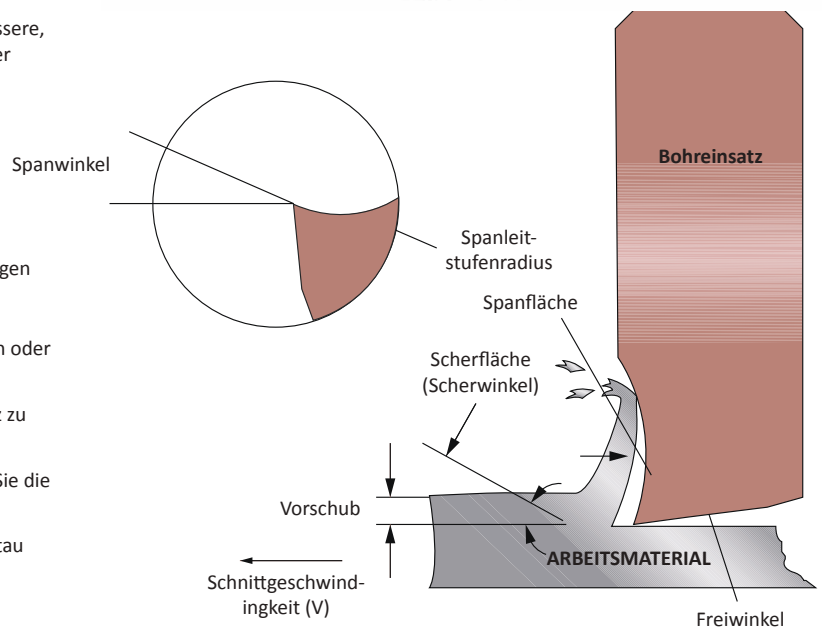 ssere,
er
gen
n oder
zu
Sie die
tau
Spanwinkel
Bohreinsatz
Spanleit-
stufenradius
Spanfläche
Scherfläche
(Scherwinkel)
Vorschub
ARBEITSMATERIAL
Schnittgeschwind-
ingkeit (V)
Freiwinkel